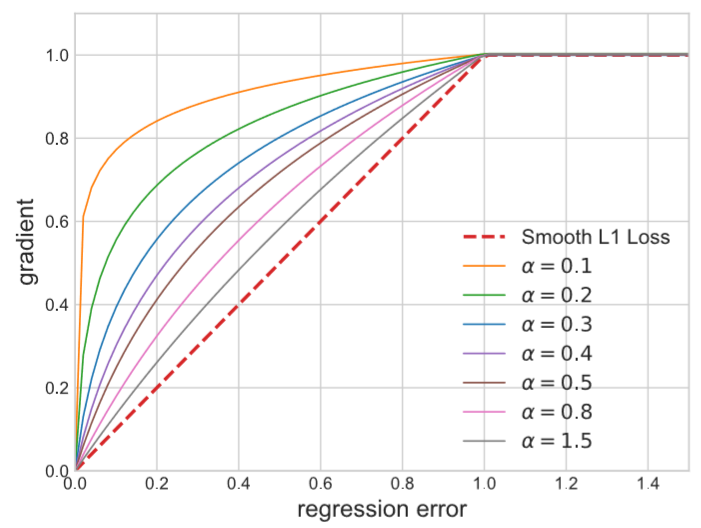 1.0
0.8
gradient
0.6
0.4
0.2
0.0
Smooth L1 Loss
α = 0.1
α = 0.2
α = 0.3
α = 0.4
α = 0.5
α = 0.8
α = 1.5
0.0 0.2 0.4 0.6 0.8 1.0 1.2 1.4
regression error